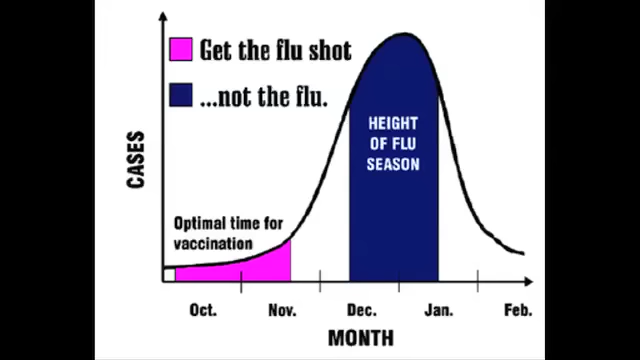 Get the flu shot
...not the flu.
HEIGHT
OF FLU
SEASON
CASES
Optimal time for
vaccination
Oct.
Nov.
Dec.
Jan.
Feb.
MONTH